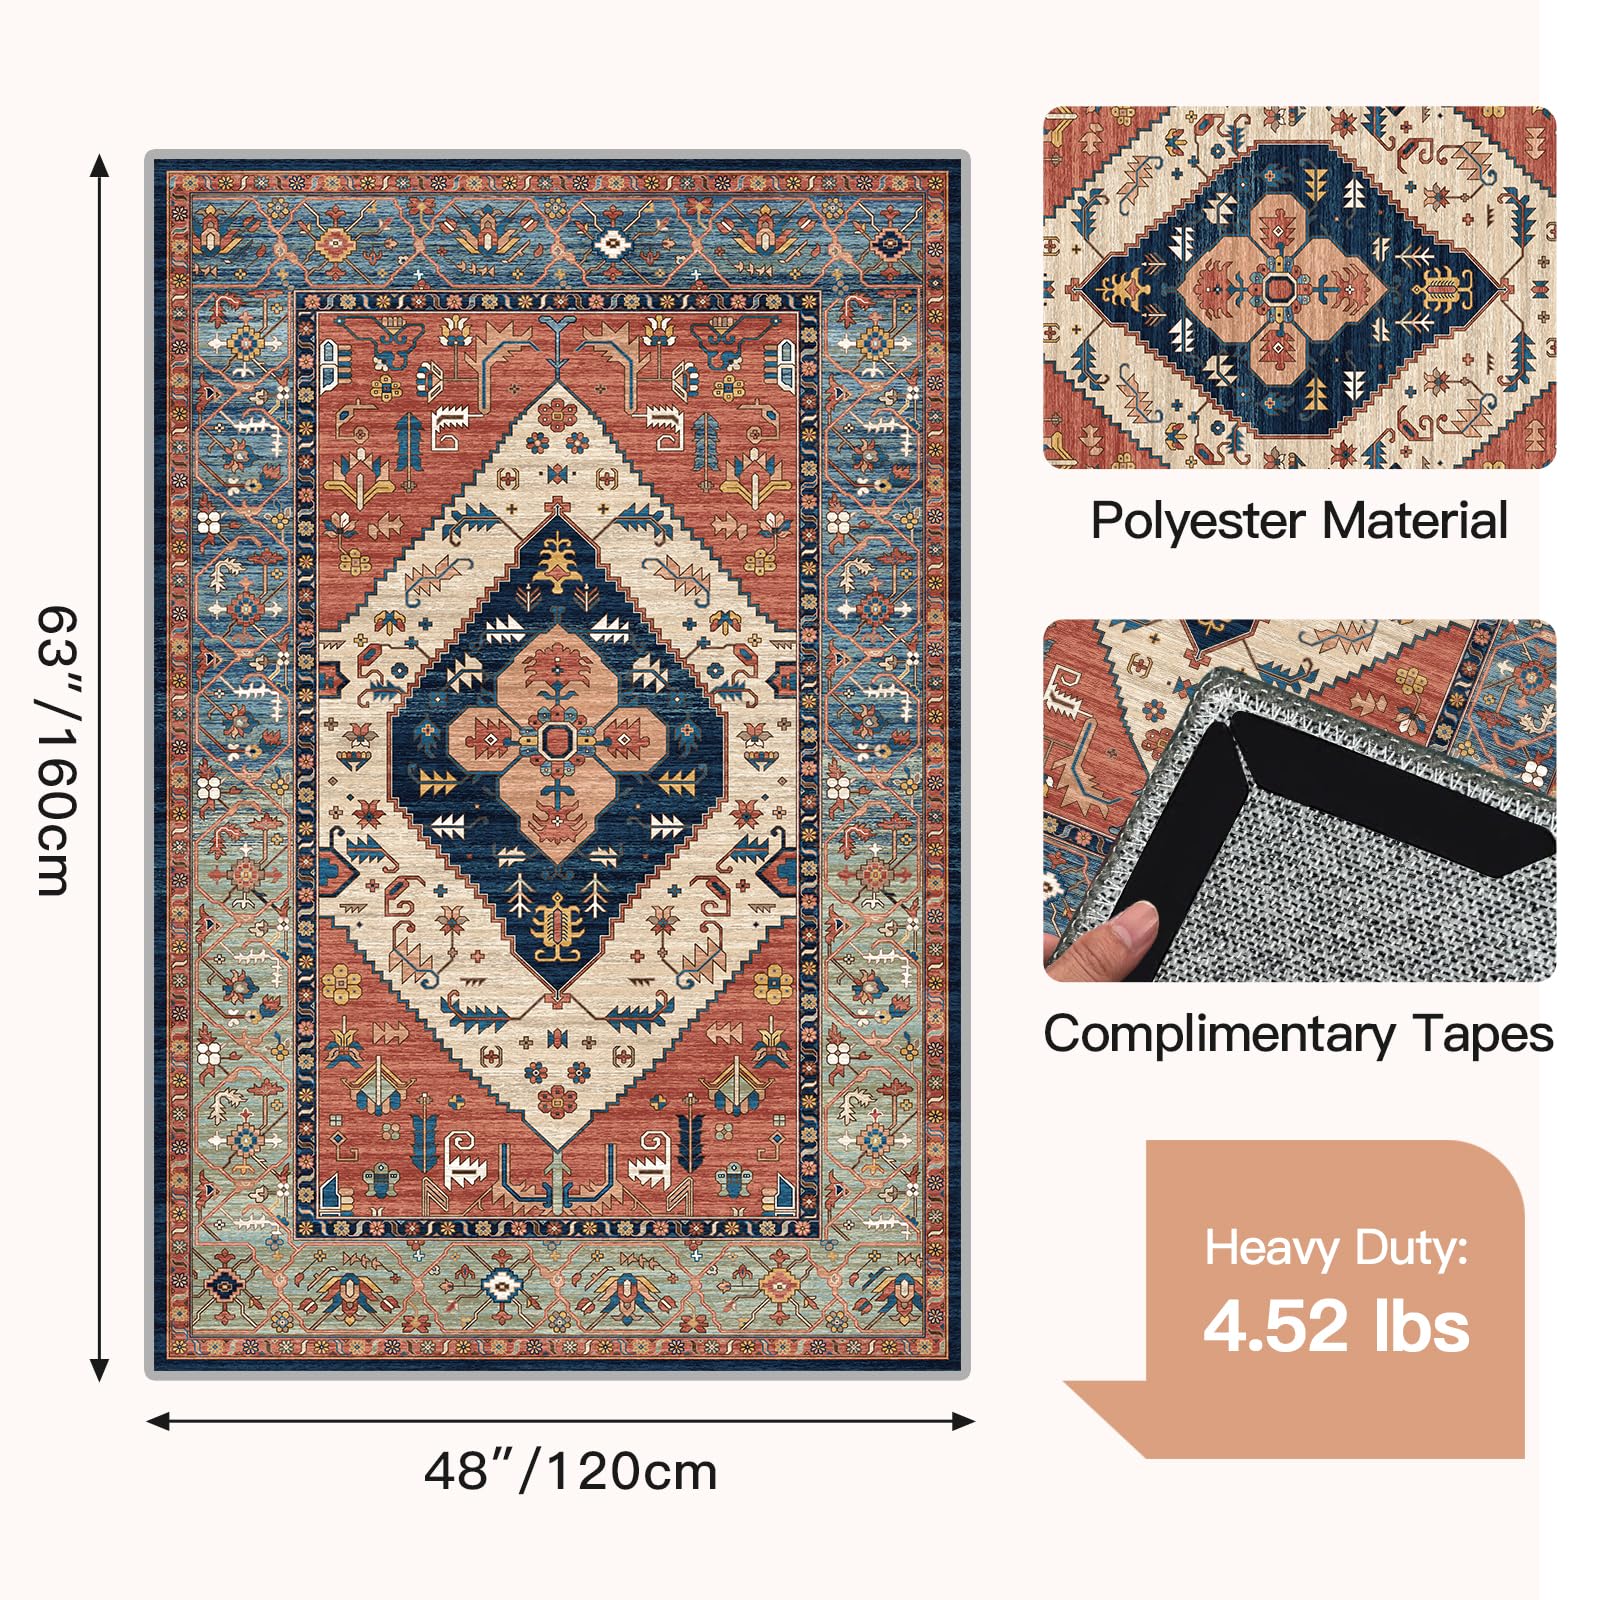 63″/160cm
48″/120cm
Polyester Material
Complimentary Tapes
Heavy Duty:
4.52 lbs